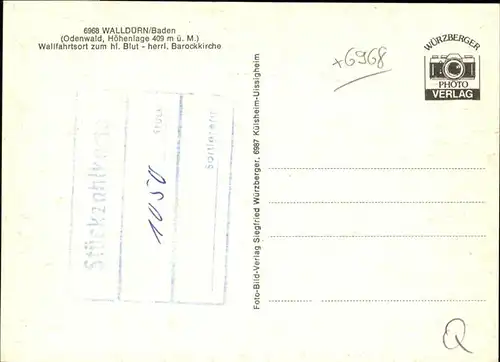 6968 WALLDÜRN/Baden
(Odenwald, Höhenlage 409 m ü. M.)
Wallfahrtsort zum hl. Blut - herrl. Barockkirche
+6968
WÜRZBERGER
PHOTO
VERLAG
Foto-Bild-Verlag Siegfried Würzberger, 6987 Külsheim-Uissigheim
1050
Sortiment
Q